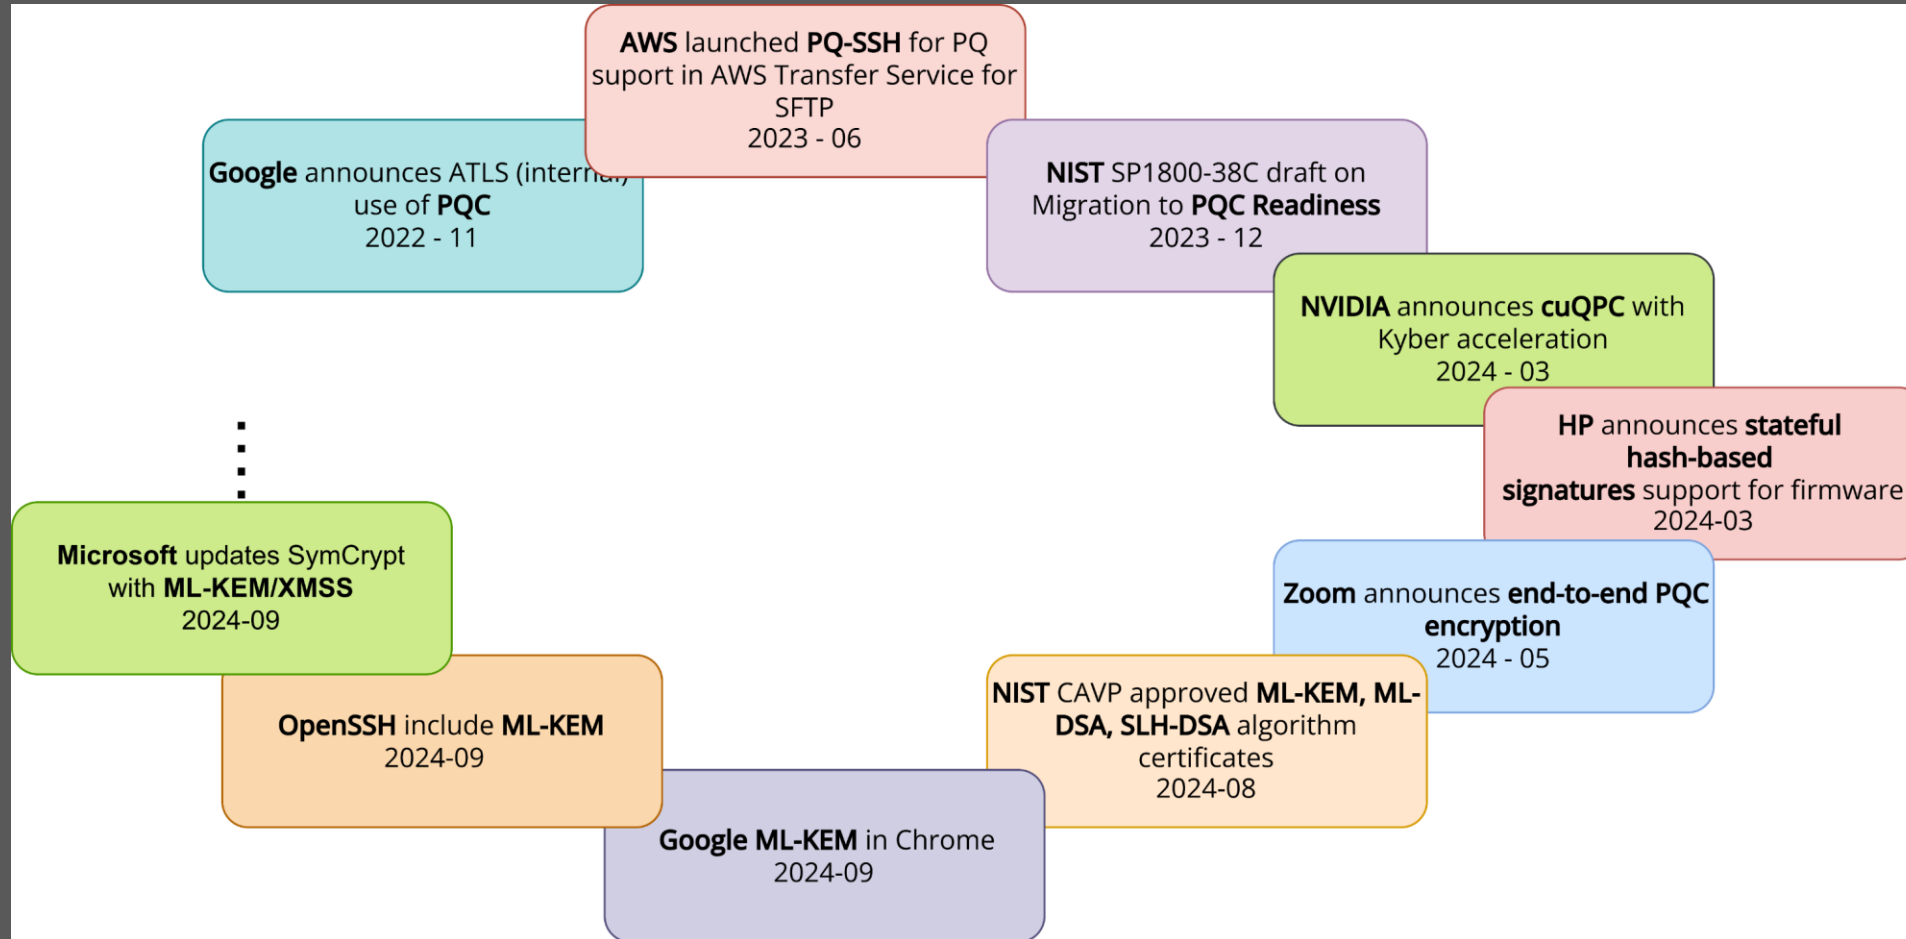 Google announces ATLS (internal)
use of PQC
2022 - 11
AWS launched PQ-SSH for PQ
suport in AWS Transfer Service for
SFTP
2023 - 06
NIST SP1800-38C draft on
Migration to PQC Readiness
2023 - 12
NVIDIA announces cuQPC with
Kyber acceleration
2024 - 03
HP announces stateful
hash-based
signatures support for firmware
2024-03
Zoom announces end-to-end PQC
encryption
2024 - 05
NIST CAVP approved ML-KEM, ML-
DSA, SLH-DSA algorithm
certificates
2024-08
Google ML-KEM in Chrome
2024-09
OpenSSH include ML-KEM
2024-09
Microsoft updates SymCrypt
with ML-KEM/XMSS
2024-09